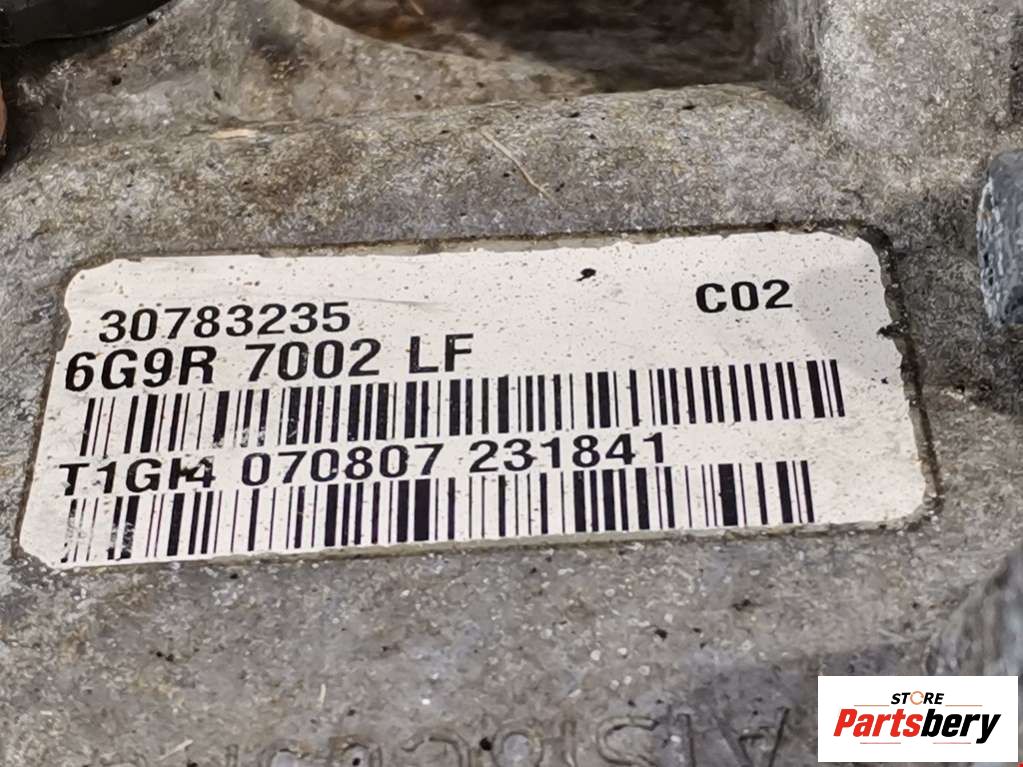 30783235
C02
6G9R 7002 LF
T1GH4 070807 231841
STORE
Partsbery